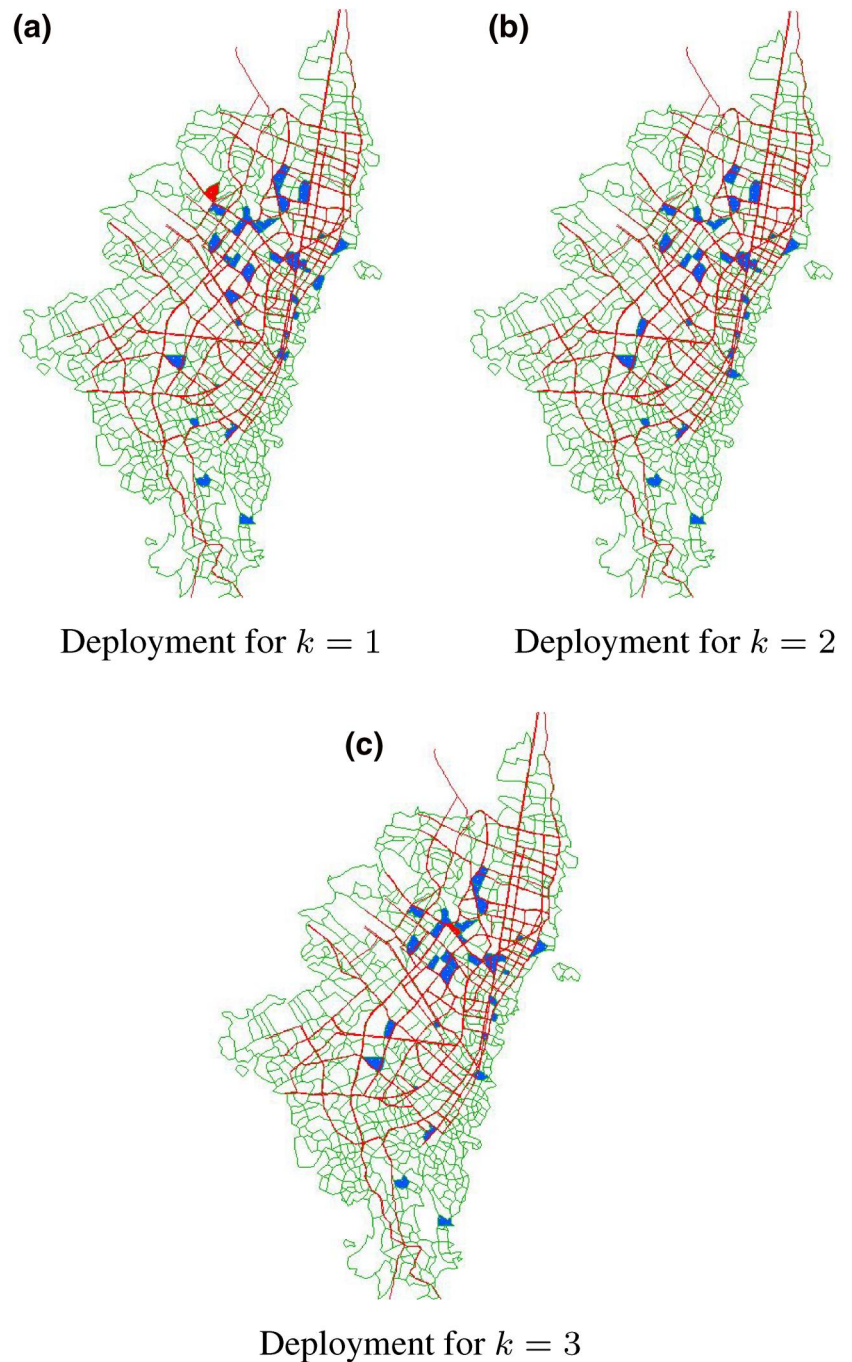 (a)
(b)
Deployment for k = 1
Deployment for k = 2
(c)
Deployment for k = 3